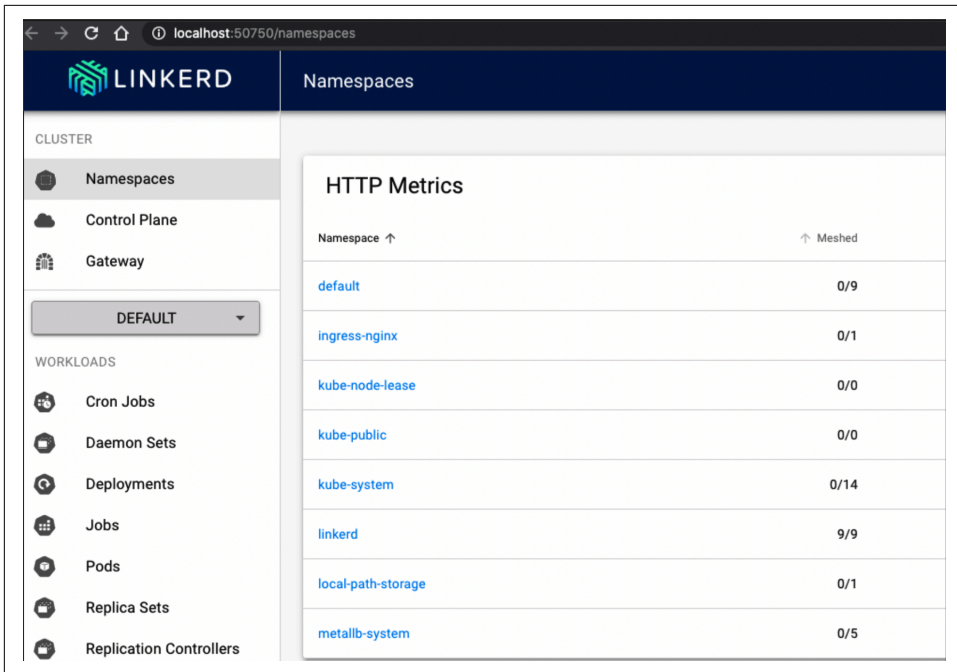 localhost:50750/namespaces
LINKERD
Namespaces
CLUSTER
Namespaces
Control Plane
Gateway
DEFAULT
WORKLOADS
Cron Jobs
Daemon Sets
Deployments
Jobs
Pods
Replica Sets
Replication Controllers
HTTP Metrics
Namespace ↑ ↑ Meshed
default 0/9
ingress-nginx 0/1
kube-node-lease 0/0
kube-public 0/0
kube-system 0/14
linkerd 9/9
local-path-storage 0/1
metallb-system 0/5